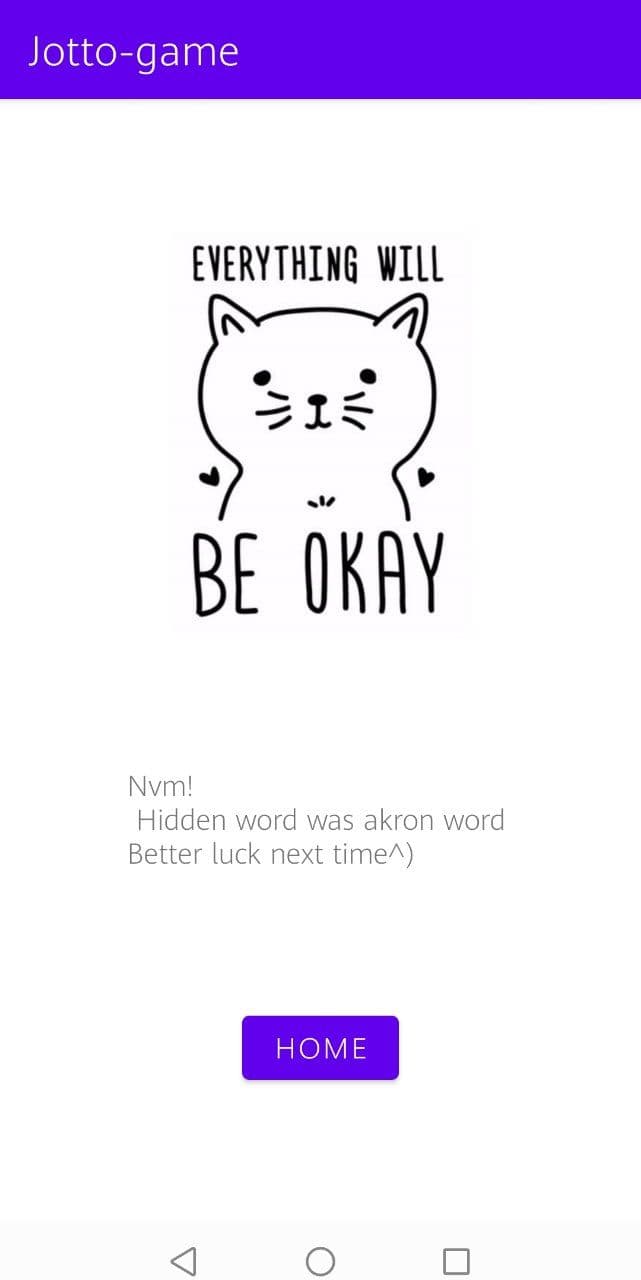 Jotto-game
EVERYTHING WILL
BE OKAY
Nvm!
Hidden word was akron word
Better luck next time^)
HOME